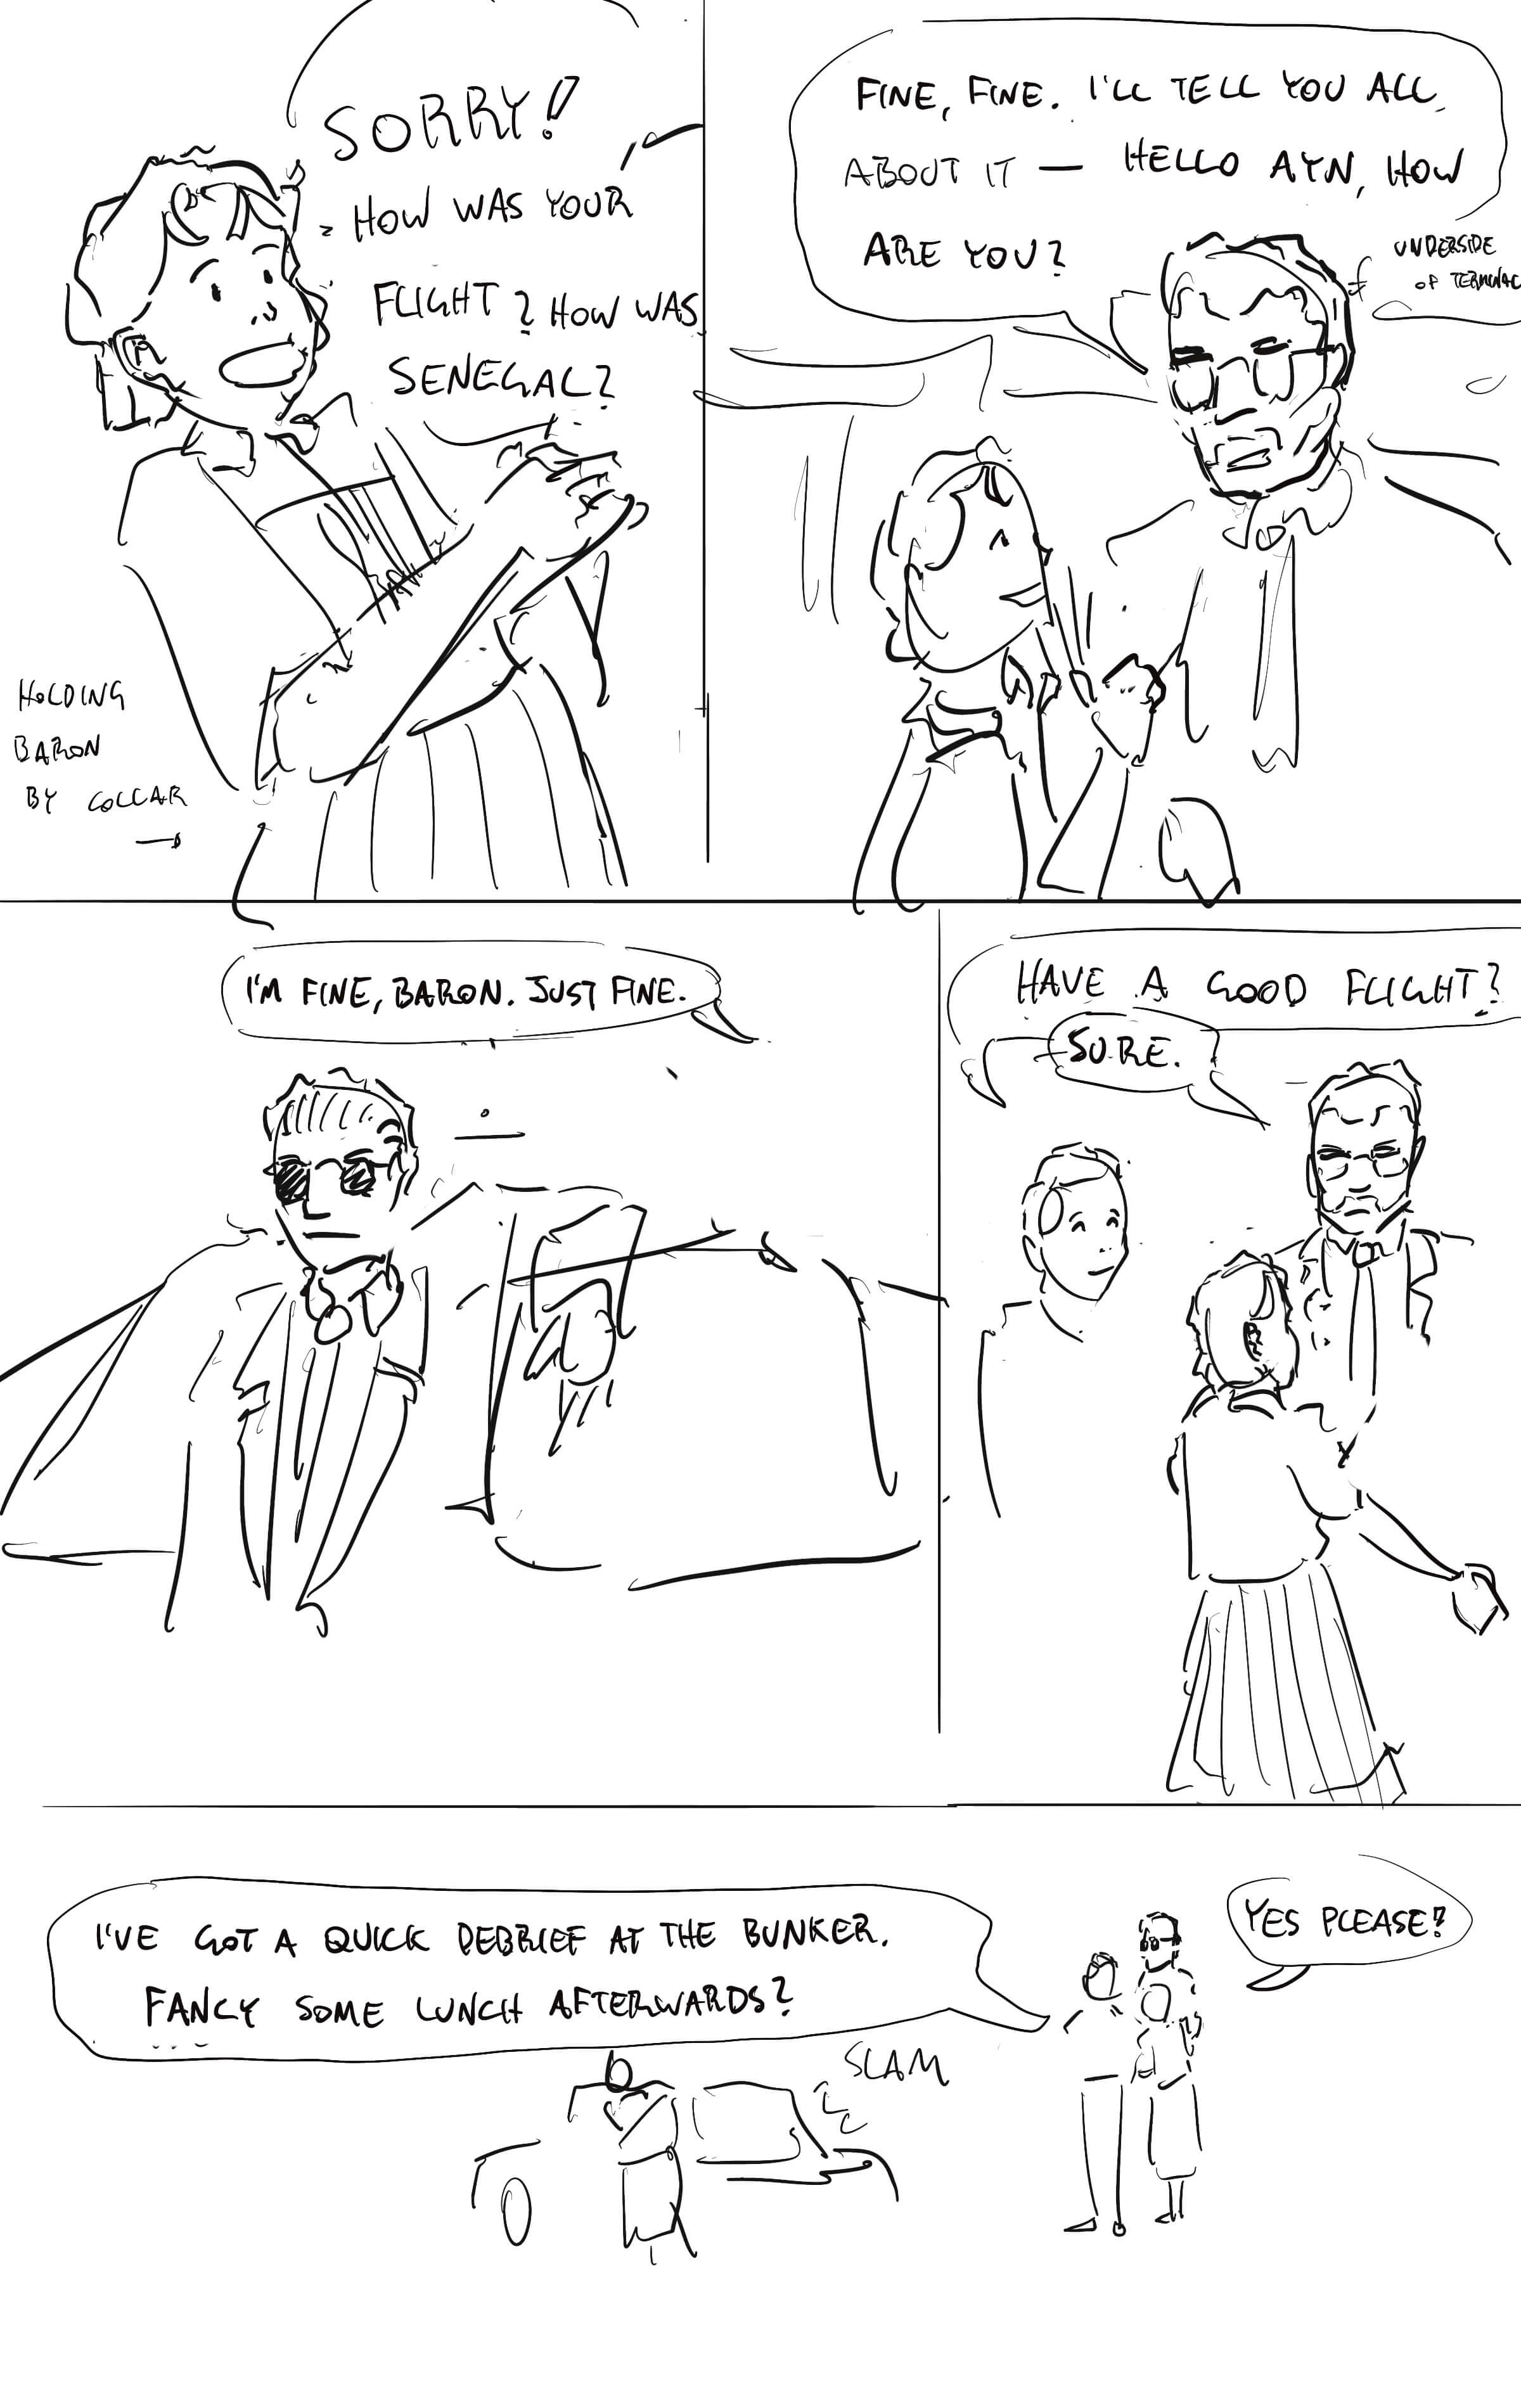 SORRY!
HOW WAS YOUR
FLIGHT? HOW WAS
SENEGAL?
HOLDING
BARON
BY COLLAR
FINE, FINE. I'LL TELL YOU ALL
ABOUT IT — HELLO AYN, HOW
ARE YOU?
UNDERSIDE
OF TERMINAL
I'M FINE, BARON. JUST FINE.
HAVE A GOOD FLIGHT?
SURE.
I'VE GOT A QUICK DEBRIEF AT THE BUNKER.
FANCY SOME LUNCH AFTERWARDS?
YES PLEASE!
SLAM